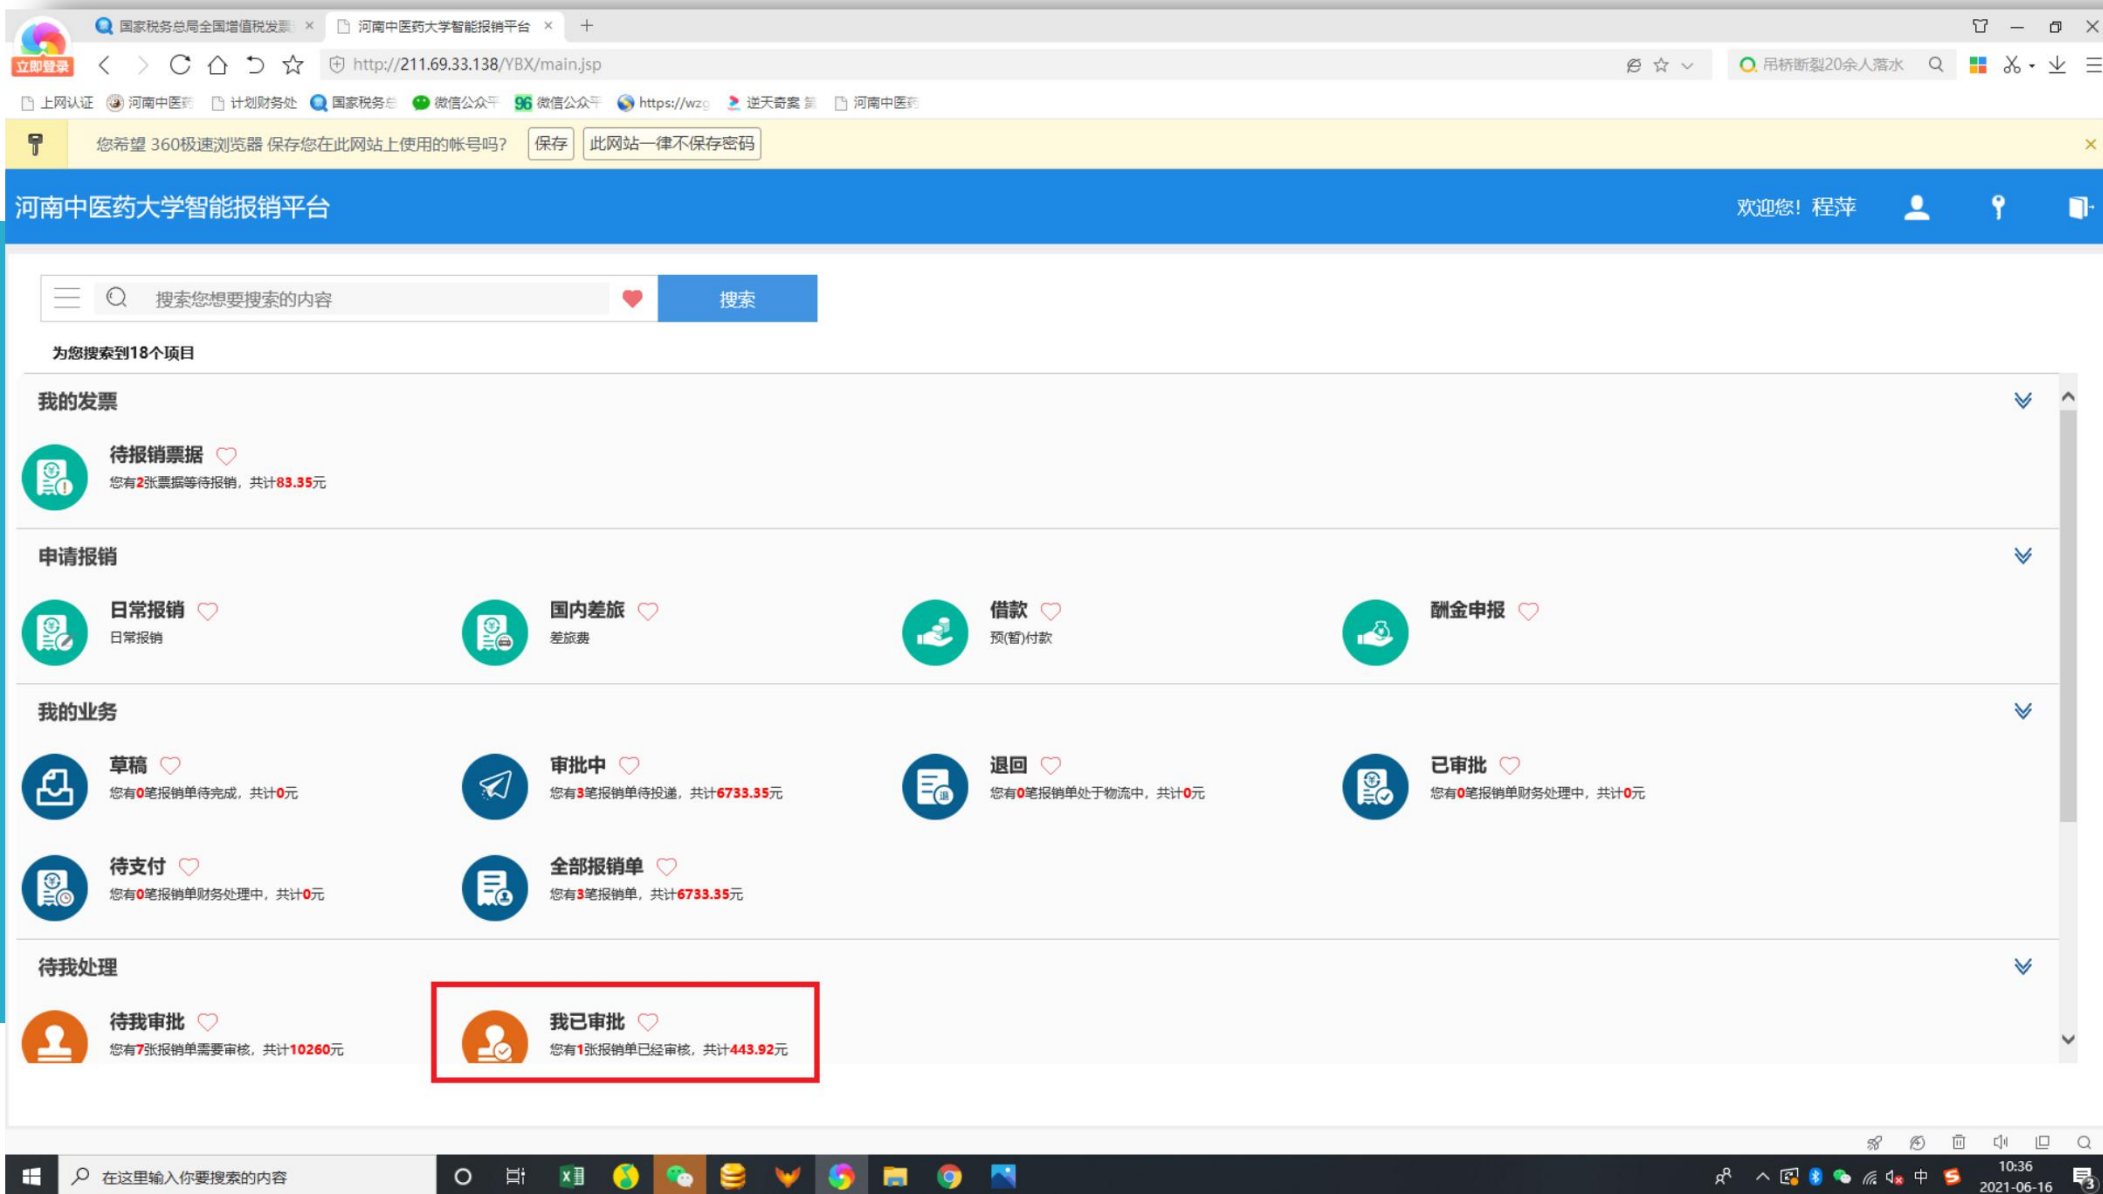 国家税务总局全国增值税发票 河南中医药大学智能报销平台
立即登录 http://211.69.33.138/YBX/main.jsp 吊桥断裂20余人落水
上网认证 河南中医药 计划财务处 国家税务总 微信公众平 96 微信公众平 https://wzg 逆天奇案 第 河南中医药
您希望 360极速浏览器 保存您在此网站上使用的帐号吗? 保存 此网站一律不保存密码
河南中医药大学智能报销平台 欢迎您! 程萍
搜索您想要搜索的内容 搜索
为您搜索到18个项目
我的发票
待报销票据
您有2张票据等待报销, 共计83.35元
申请报销
日常报销 国内差旅 借款 酬金申报
日常报销 差旅费 预(暂)付款
我的业务
草稿 审批中 退回 已审批
您有0笔报销单待完成, 共计0元 您有3笔报销单待投递, 共计6733.35元 您有0笔报销单处于物流中, 共计0元 您有0笔报销单财务处理中, 共计0元
待支付 全部报销单
您有0笔报销单财务处理中, 共计0元 您有3笔报销单, 共计6733.35元
待我处理
待我审批 我已审批
您有7张报销单需要审核, 共计10260元 您有1张报销单已经审核, 共计443.92元
在这里输入你要搜索的内容 中 10:36
2021-06-16 3